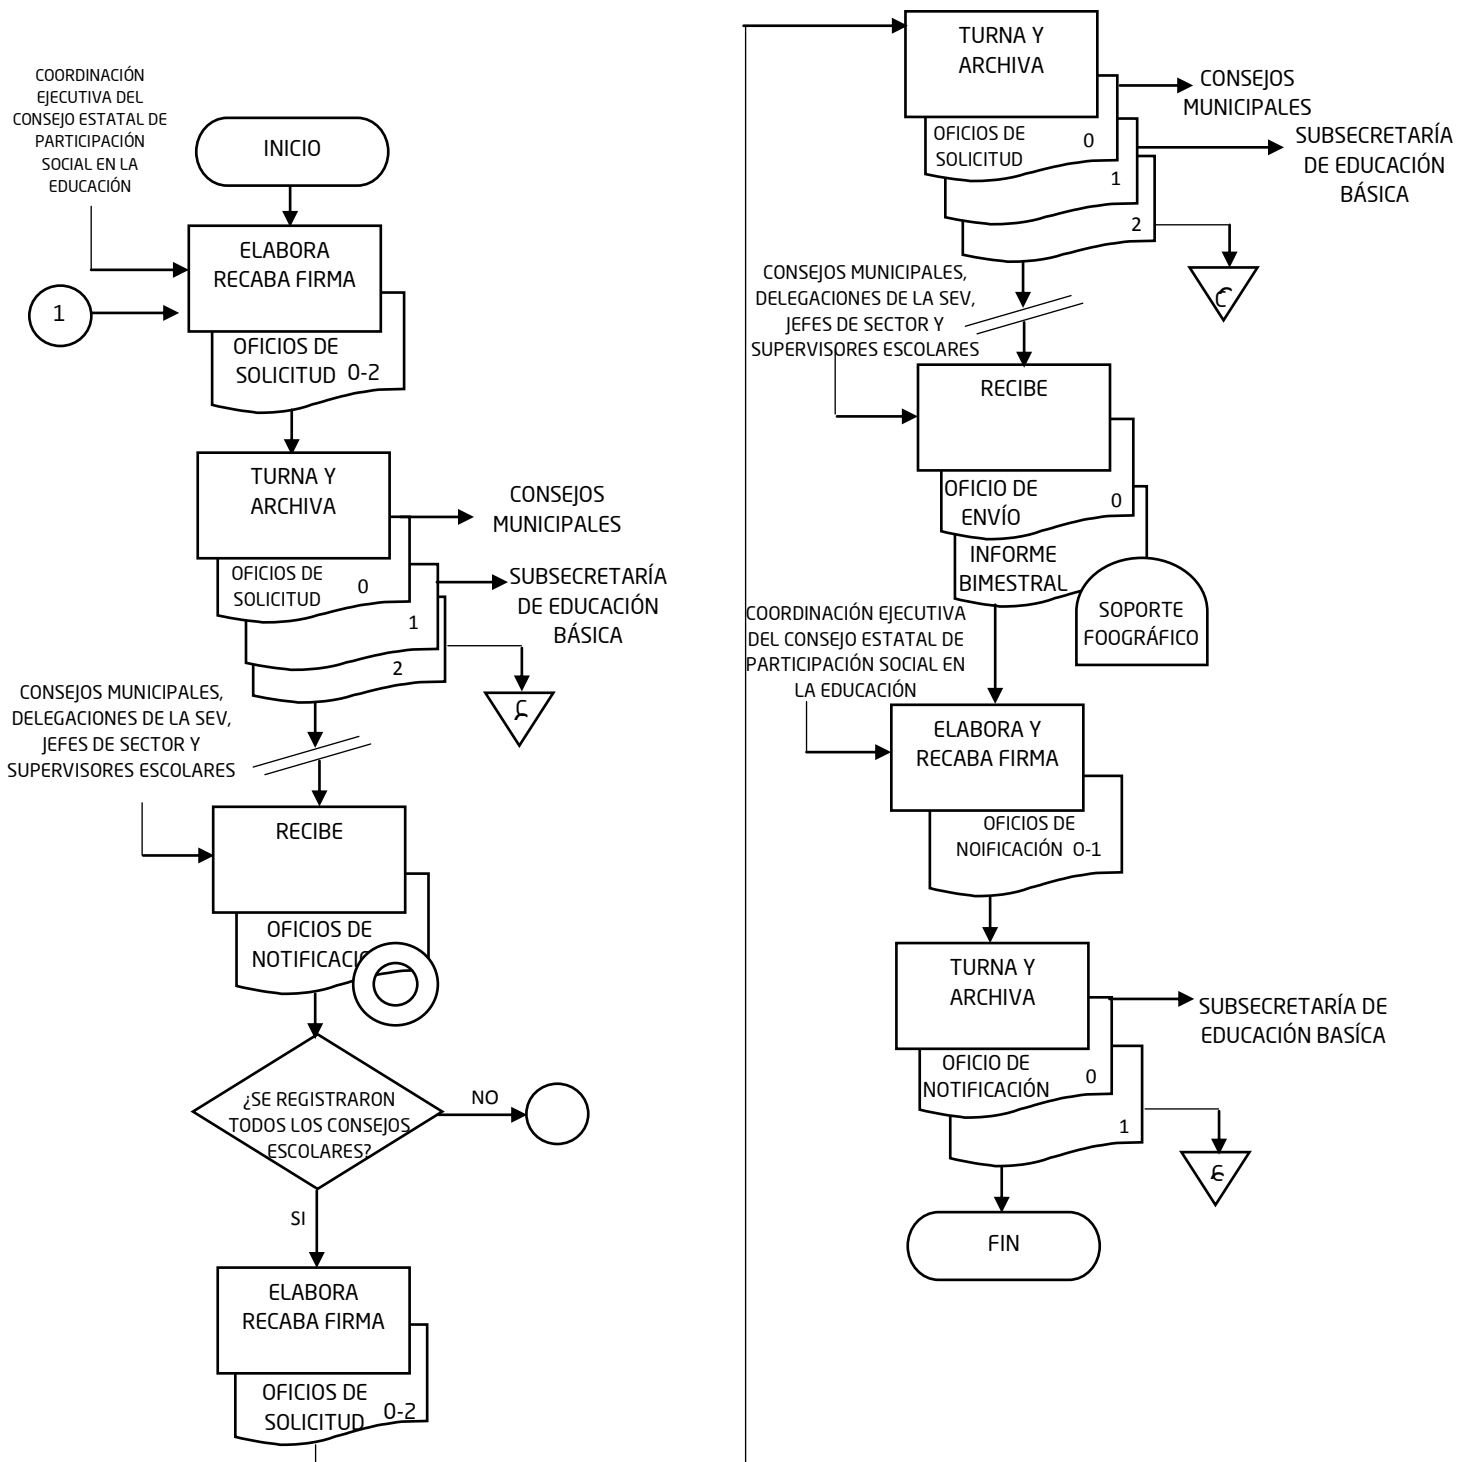 COORDINACIÓN
EJECUTIVA DEL
CONSEJO ESTATAL DE
PARTICIPACIÓN
SOCIAL EN LA
EDUCACIÓN
INICIO
ELABORA
RECABA FIRMA
1
OFICIOS DE
SOLICITUD 0-2
TURNA Y
ARCHIVA
CONSEJOS
MUNICIPALES
OFICIOS DE
SOLICITUD 0
SUBSECRETARÍA
DE EDUCACIÓN
BÁSICA
1
2
C
CONSEJOS MUNICIPALES,
DELEGACIONES DE LA SEV,
JEFES DE SECTOR Y
SUPERVISORES ESCOLARES
RECIBE
OFICIOS DE
¿SE REGISTRARON
TODOS LOS CONSEJOS
ESCOLARES?
NO
SI
ELABORA
RECABA FIRMA
OFICIOS DE
SOLICITUD 0-2
TURNA Y
ARCHIVA
CONSEJOS
MUNICIPALES
OFICIOS DE
SOLICITUD 0
SUBSECRETARÍA
DE EDUCACIÓN
BÁSICA
1
2
C
CONSEJOS MUNICIPALES,
DELEGACIONES DE LA SEV,
JEFES DE SECTOR Y
SUPERVISORES ESCOLARES
RECIBE
OFICIO DE
ENVÍO 0
INFORME
BIMESTRAL
SOPORTE
FOOGRÁFICO
COORDINACIÓN EJECUTIVA
DEL CONSEJO ESTATAL DE
PARTICIPACIÓN SOCIAL EN
LA EDUCACIÓN
ELABORA Y
RECABA FIRMA
OFICIOS DE
NOIFICACIÓN 0-1
TURNA Y
ARCHIVA
SUBSECRETARÍA DE
EDUCACIÓN BASÍCA
OFICIO DE
NOTIFICACIÓN 0
1
FIN